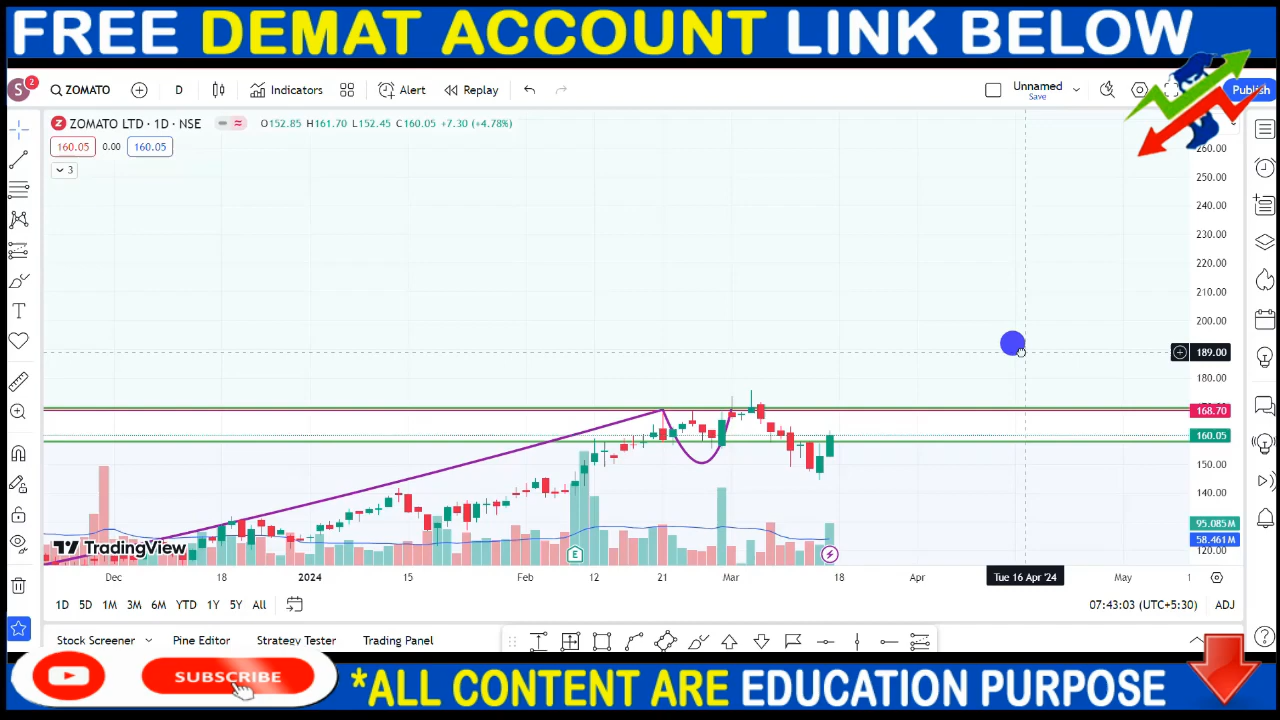 FREE DEMAT ACCOUNT LINK BELOW
S 2 ZOMATO D Indicators Alert Replay Unnamed Save Publish
Z ZOMATO LTD · 1D · NSE O152.85 H161.70 L152.45 C160.05 +7.30 (+4.78%)
160.05 0.00 160.05
3
260.00
250.00
240.00
230.00
220.00
210.00
200.00
189.00
180.00
168.70
160.05
150.00
140.00
95.085M
58.461M
120.00
TradingView
E
Dec 18 2024 15 Feb 12 21 Mar 18 Apr Tue 16 Apr '24 May 1
1D 5D 1M 3M 6M YTD 1Y 5Y All 07:43:03 (UTC+5:30) ADJ
Stock Screener Pine Editor Strategy Tester Trading Panel
SUBSCRIBE
*ALL CONTENT ARE EDUCATION PURPOSE